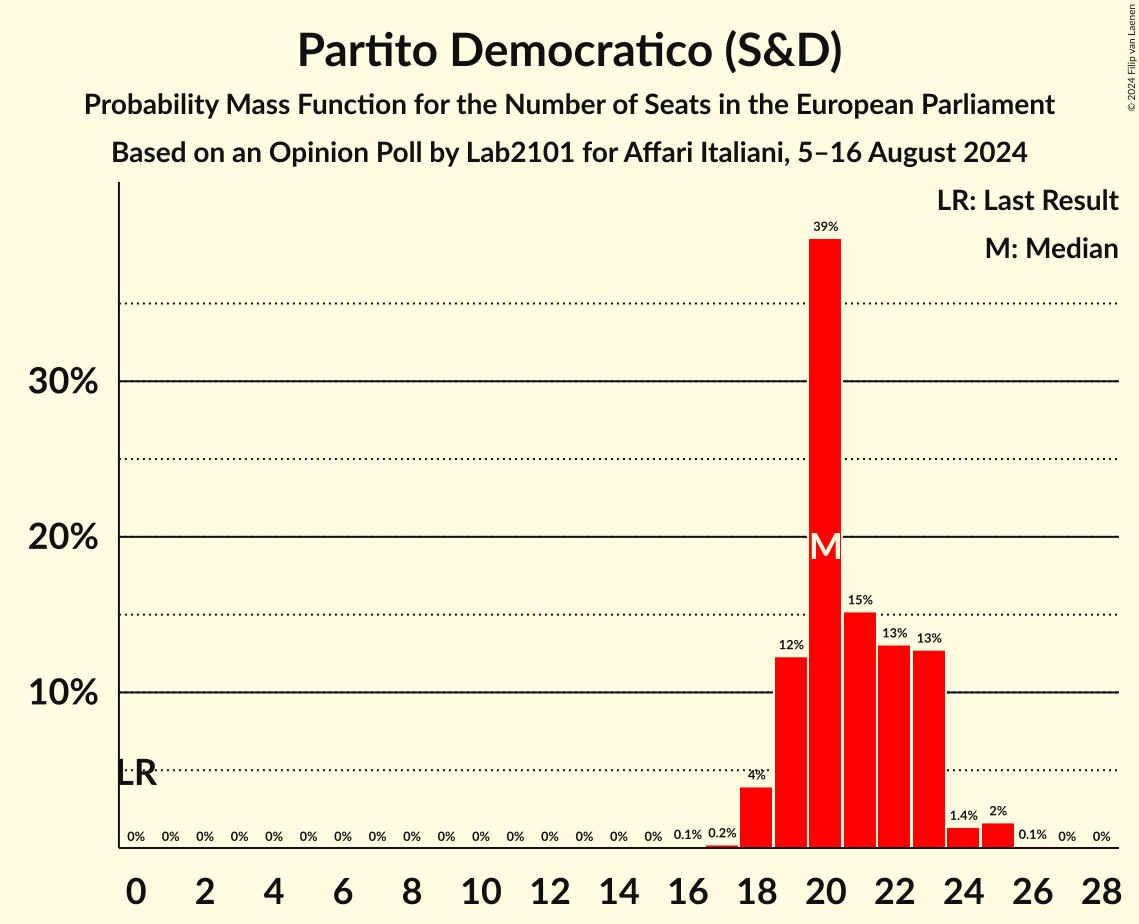 Partito Democratico (S&D)
Probability Mass Function for the Number of Seats in the European Parliament
Based on an Opinion Poll by Lab2101 for Affari Italiani, 5–16 August 2024
© 2024 Filip van Laenen
LR: Last Result
M: Median
39%
30%
20%
M
15%
13%
13%
12%
10%
LR
4%
0% 0% 0% 0% 0% 0% 0% 0% 0% 0% 0% 0% 0% 0% 0% 0% 0.1% 0.2% 1.4% 2% 0.1% 0% 0%
0 2 4 6 8 10 12 14 16 18 20 22 24 26 28